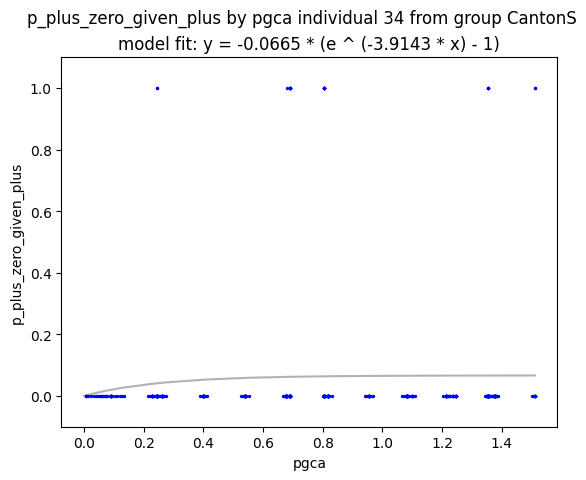 p_plus_zero_given_plus by pgca individual 34 from group CantonS
model fit: y = -0.0665 * (e ^ (-3.9143 * x) - 1)
1.0
0.8
0.6
0.4
0.2
0.0
p_plus_zero_given_plus
0.0 0.2 0.4 0.6 0.8 1.0 1.2 1.4
pgca